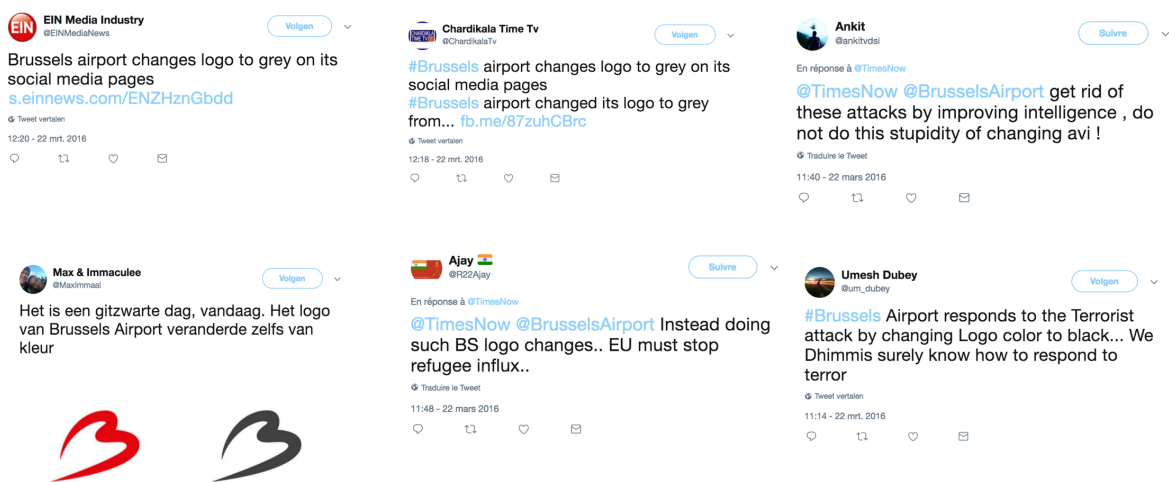 EIN
EIN Media Industry
@EINMediaNews
Volgen
Brussels airport changes logo to grey on its
social media pages
s.einnews.com/ENZHznGbdd
Tweet vertalen
12:20 - 22 mrt. 2016
CHARDIKALA
TIME TV
Chardikala Time Tv
@ChardikalaTv
Volgen
#Brussels airport changes logo to grey on its
social media pages
#Brussels airport changed its logo to grey
from... fb.me/87zuhCBrc
Tweet vertalen
12:18 - 22 mrt. 2016
Ankit
@ankitvdsi
Suivre
En réponse à @TimesNow
@TimesNow @BrusselsAirport get rid of
these attacks by improving intelligence , do
not do this stupidity of changing avi !
Traduire le Tweet
11:40 - 22 mars 2016
Max & Immaculee
@MaxImmaal
Volgen
Het is een gitzwarte dag, vandaag. Het logo
van Brussels Airport veranderde zelfs van
kleur
Ajay
@R22Ajay
Suivre
En réponse à @TimesNow
@TimesNow @BrusselsAirport Instead doing
such BS logo changes.. EU must stop
refugee influx..
Traduire le Tweet
11:48 - 22 mars 2016
Umesh Dubey
@um_dubey
Volgen
#Brussels Airport responds to the Terrorist
attack by changing Logo color to black... We
Dhimmis surely know how to respond to
terror
Tweet vertalen
11:14 - 22 mrt. 2016